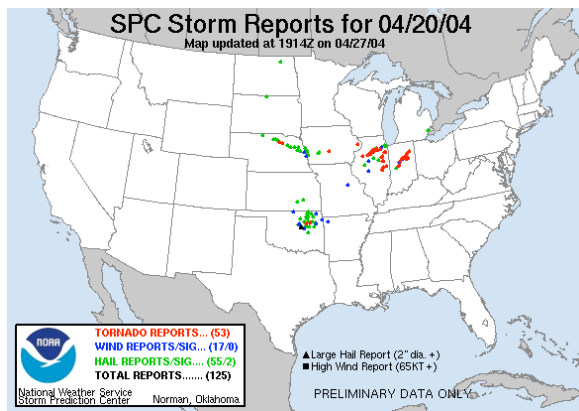 SPC Storm Reports for 04/20/04
Map updated at 1914Z on 04/27/04
NOAA
TORNADO REPORTS... (53)
WIND REPORTS/SIG... (17/0)
HAIL REPORTS/SIG.... (55/2)
TOTAL REPORTS....... (125)
National Weather Service
Storm Prediction Center Norman, Oklahoma
Large Hail Report (2" dia. +)
High Wind Report (65KT +)
PRELIMINARY DATA ONLY